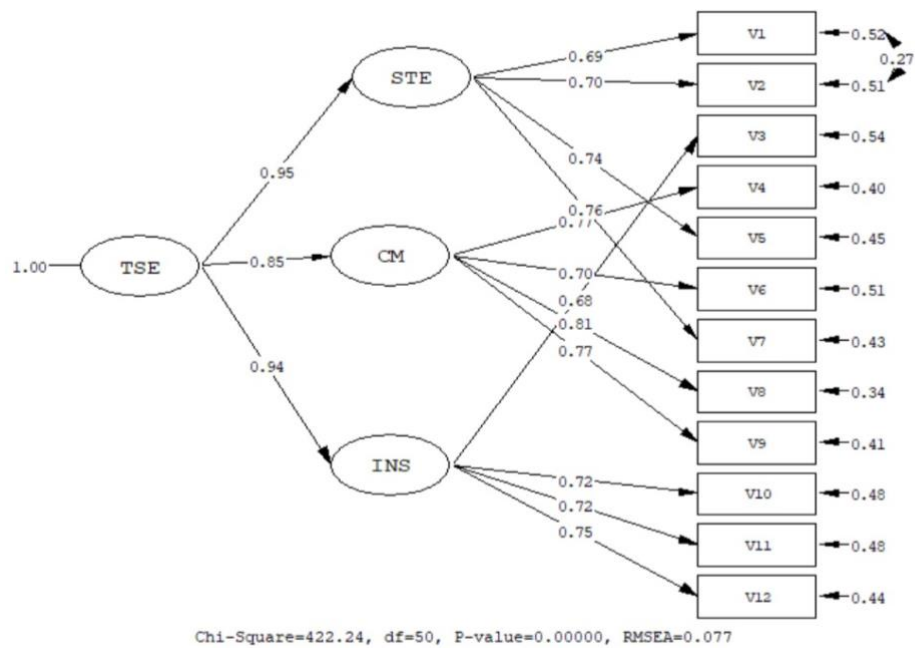 V1
0.52
0.69
STE
0.27
0.70
V2
0.51
V3
0.54
0.74
V4
0.40
0.95
0.76
0.77
V5
0.45
1.00
TSE
0.85
CM
0.70
V6
0.51
0.68
0.81
V7
0.43
0.77
0.94
V8
0.34
V9
0.41
INS
0.72
V10
0.48
0.72
0.75
V11
0.48
V12
0.44
Chi-Square=422.24, df=50, P-value=0.00000, RMSEA=0.077